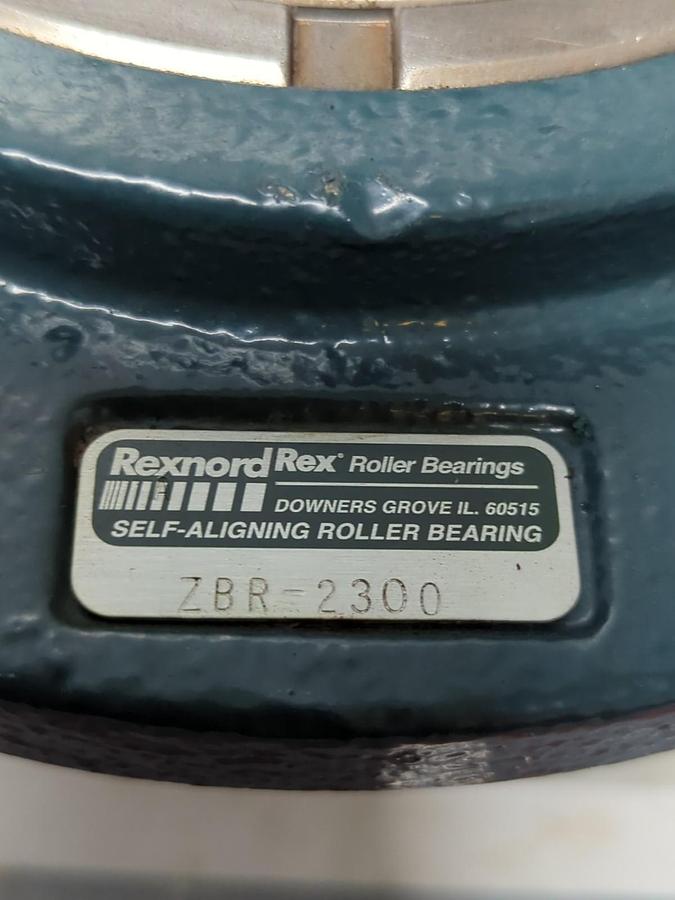 Rexnord Rex® Roller Bearings
DOWNERS GROVE IL. 60515
SELF-ALIGNING ROLLER BEARING
ZBR-2300